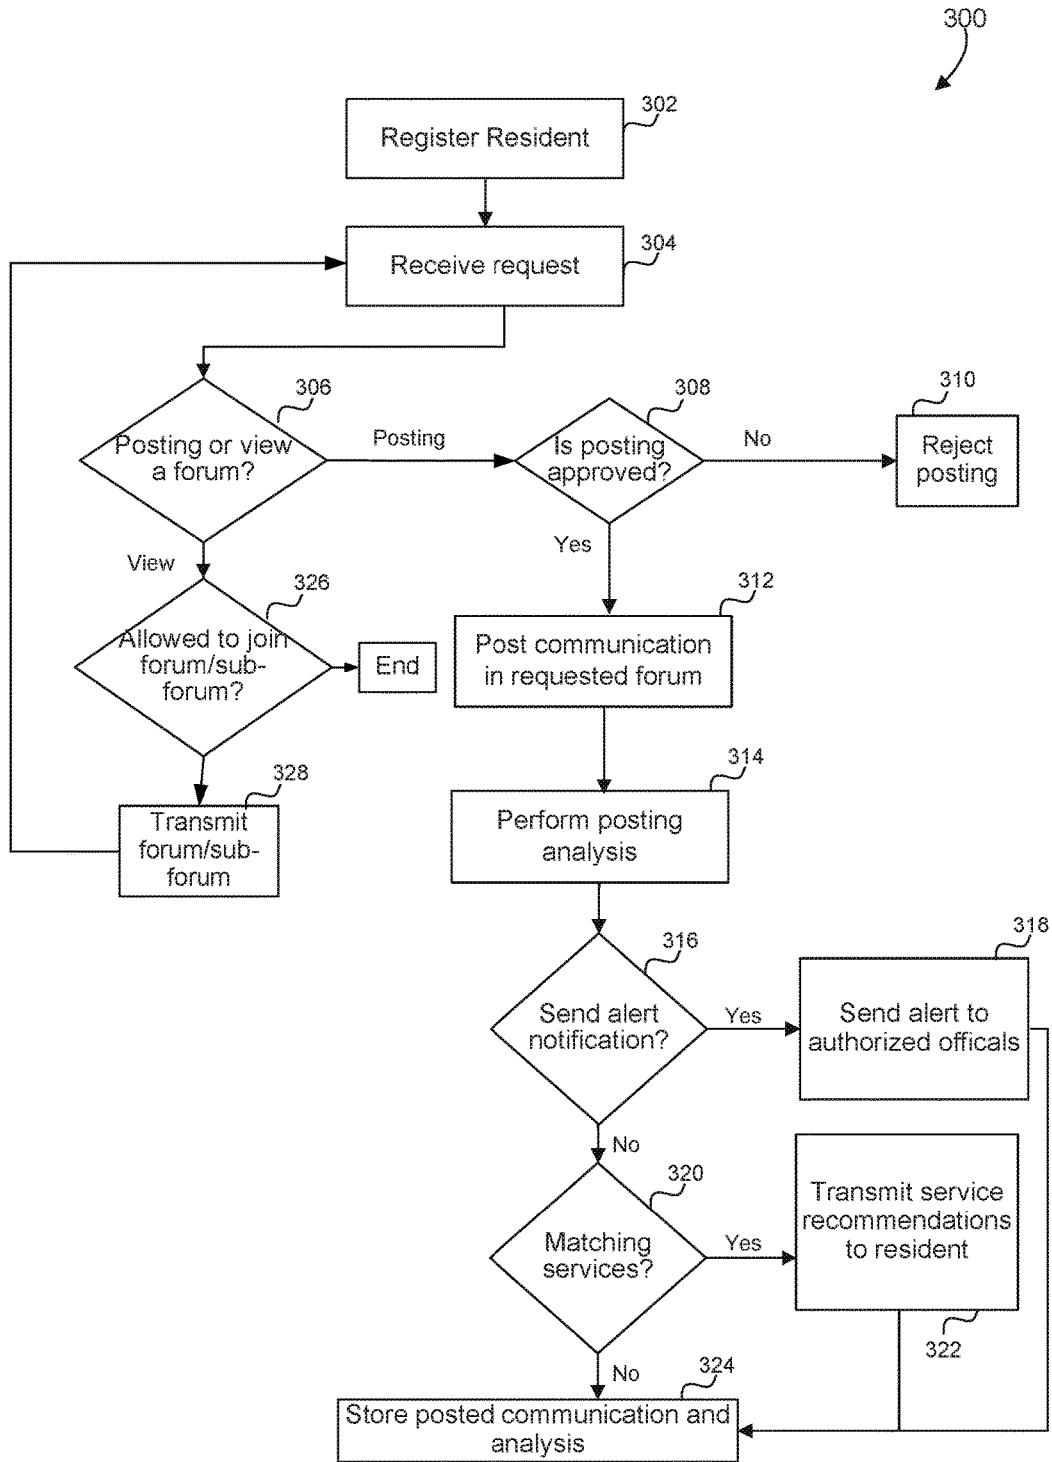 300
302
Register Resident
304
Receive request
306
308
310
Posting or view
a forum?
Posting
Is posting
approved?
No
Reject
posting
View
Yes
326
312
Allowed to join
forum/sub-
forum?
End
Post communication
in requested forum
328
314
Transmit
forum/sub-
forum
Perform posting
analysis
316
318
Send alert
notification?
Yes
Send alert to
authorized officals
No
320
Matching
services?
Yes
Transmit service
recommendations
to resident
322
No
324
Store posted communication and
analysis